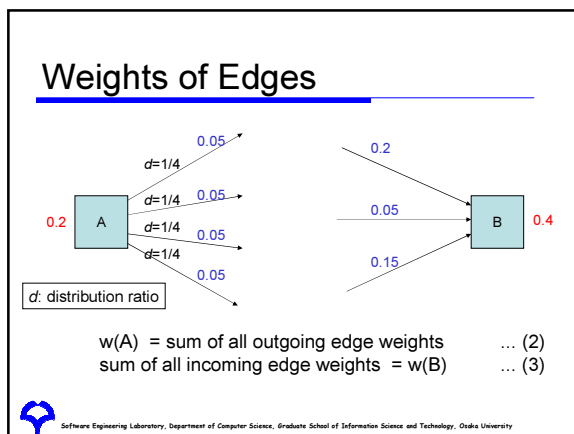 Weights of Edges
0.05
d=1/4
0.05
d=1/4
d=1/4
0.05
d=1/4
0.05
0.2
A
0.2
0.05
0.15
B
0.4
d: distribution ratio
w(A) = sum of all outgoing edge weights ... (2)
sum of all incoming edge weights = w(B) ... (3)
Software Engineering Laboratory, Department of Computer Science, Graduate School of Information Science and Technology, Osaka University